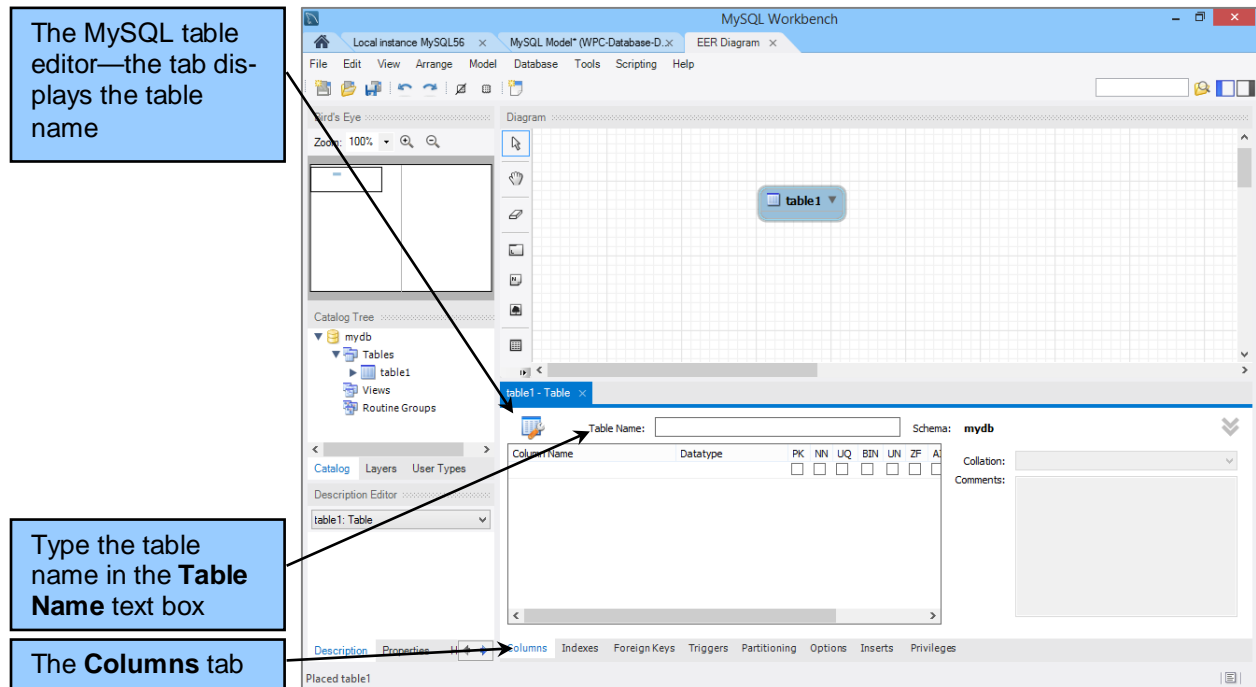 The MySQL table
editor—the tab dis-
plays the table
name
Type the table
name in the Table
Name text box
The Columns tab
MySQL Workbench
Local instance MySQL56
MySQL Model* (WPC-Database-D..
EER Diagram
File Edit View Arrange Model Database Tools Scripting Help
Bird's Eye
Zoom: 100%
Diagram
table1
Catalog Tree
mydb
Tables
table1
Views
Routine Groups
Catalog Layers User Types
Description Editor
table1: Table
Description Properties H
table1 - Table
Table Name:
Schema: mydb
Column Name Datatype PK NN UQ BIN UN ZF AI
Collation:
Comments:
Columns Indexes Foreign Keys Triggers Partitioning Options Inserts Privileges
Placed table1